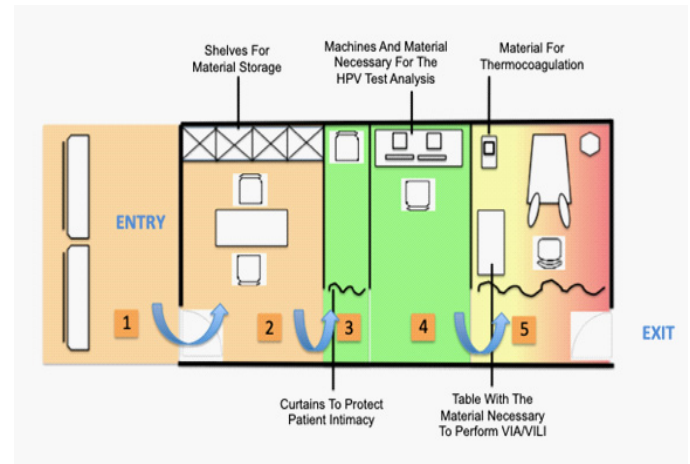 Shelves For
Material Storage
Machines And Material
Necessary For The
HPV Test Analysis
Material For
Thermocoagulation
ENTRY
1
2
3
4
5
EXIT
Curtains To Protect
Patient Intimacy
Table With The
Material Necessary
To Perform VIA/VILI